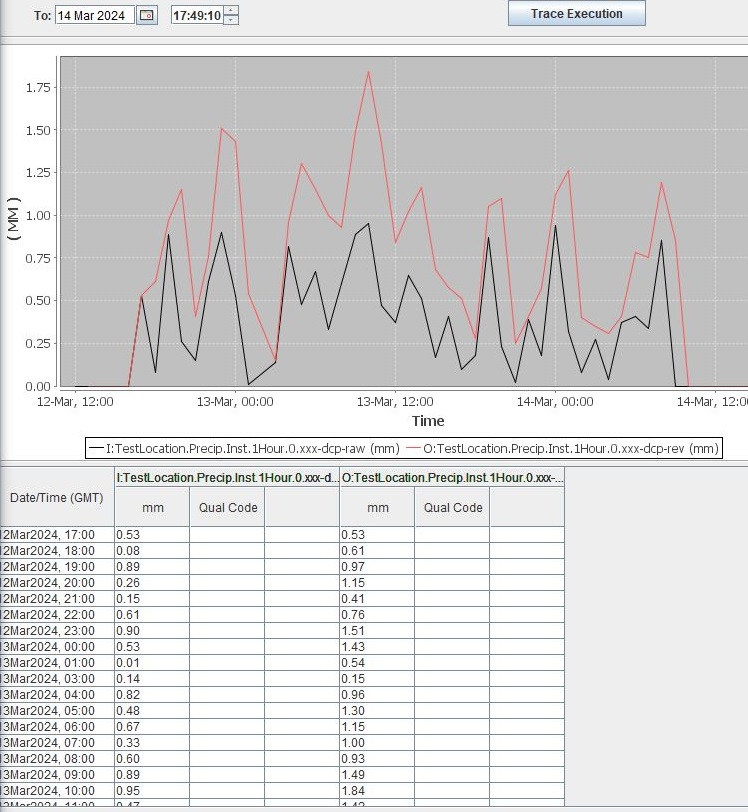 To: 14 Mar 2024 17:49:10 Trace Execution
1.75
1.50
1.25
1.00
0.75
0.50
0.25
0.00
( MM )
12-Mar, 12:00 13-Mar, 00:00 13-Mar, 12:00 14-Mar, 00:00 14-Mar, 12:00
Time
I:TestLocation.Precip.Inst.1Hour.0.xxx-dcp-raw (mm) O:TestLocation.Precip.Inst.1Hour.0.xxx-dcp-rev (mm)
Date/Time (GMT) I:TestLocation.Precip.Inst.1Hour.0.xxx-d... O:TestLocation.Precip.Inst.1Hour.0.xxx-...
mm Qual Code mm Qual Code
2Mar2024, 17:00 0.53 0.53
2Mar2024, 18:00 0.08 0.61
2Mar2024, 19:00 0.89 0.97
2Mar2024, 20:00 0.26 1.15
2Mar2024, 21:00 0.15 0.41
2Mar2024, 22:00 0.61 0.76
2Mar2024, 23:00 0.90 1.51
3Mar2024, 00:00 0.53 1.43
3Mar2024, 01:00 0.01 0.54
3Mar2024, 03:00 0.14 0.15
3Mar2024, 04:00 0.82 0.96
3Mar2024, 05:00 0.48 1.30
3Mar2024, 06:00 0.67 1.15
3Mar2024, 07:00 0.33 1.00
3Mar2024, 08:00 0.60 0.93
3Mar2024, 09:00 0.89 1.49
3Mar2024, 10:00 0.95 1.84
3Mar2024, 11:00 0.47 1.42